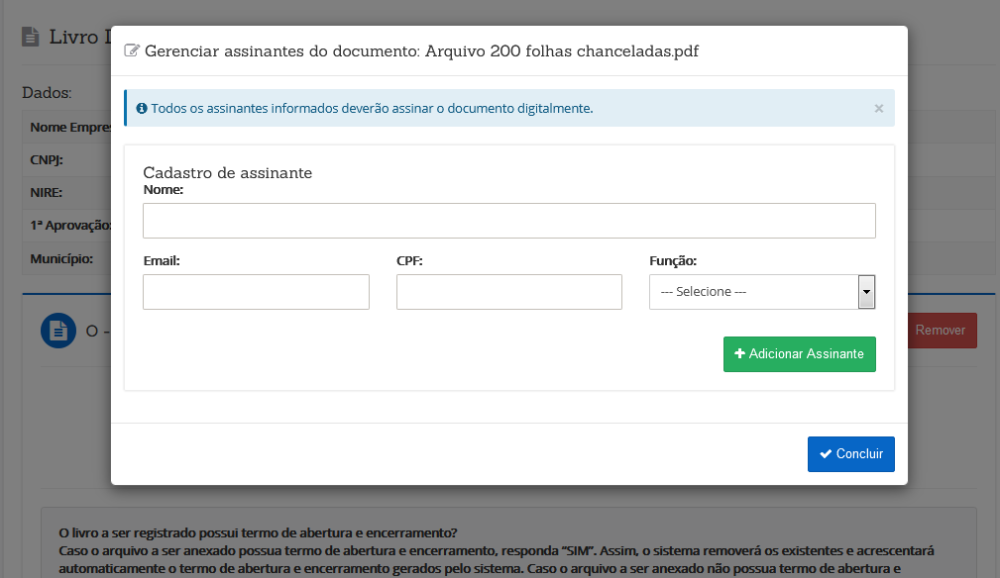 Livro
Gerenciar assinantes do documento: Arquivo 200 folhas chanceladas.pdf
Todos os assinantes informados deverão assinar o documento digitalmente.
×
Dados:
Nome
CNPJ:
NIRE:
1ª Aprovação:
Município:
Cadastro de assinante
Nome:
Email: CPF: Função:
--- Selecione ---
O -
Remover
Adicionar Assinante
Concluir
O livro a ser registrado possui termo de abertura e encerramento?
Caso o arquivo a ser anexado possua termo de abertura e encerramento, responda “SIM”. Assim, o sistema removerá os existentes e acrescentará
automaticamente o termo de abertura e encerramento gerados pelo sistema. Caso o arquivo a ser anexado não possua termo de abertura e